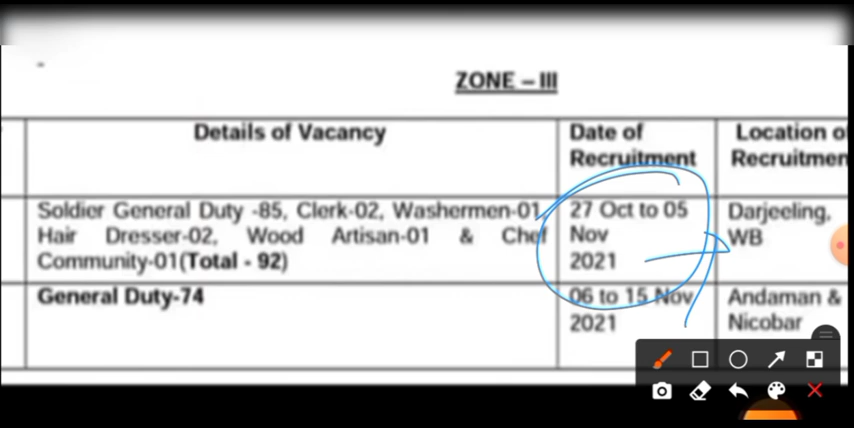 ZONE – III
Details of Vacancy
Date of
Recruitment
Location o
Recruitmen
Soldier General Duty -85, Clerk-02, Washermen-01,
Hair Dresser-02, Wood Artisan-01 & Chef
Community-01(Total - 92)
27 Oct to 05
Nov
2021
Darjeeling,
WB
General Duty-74
06 to 15 Nov
2021
Andaman &
Nicobar